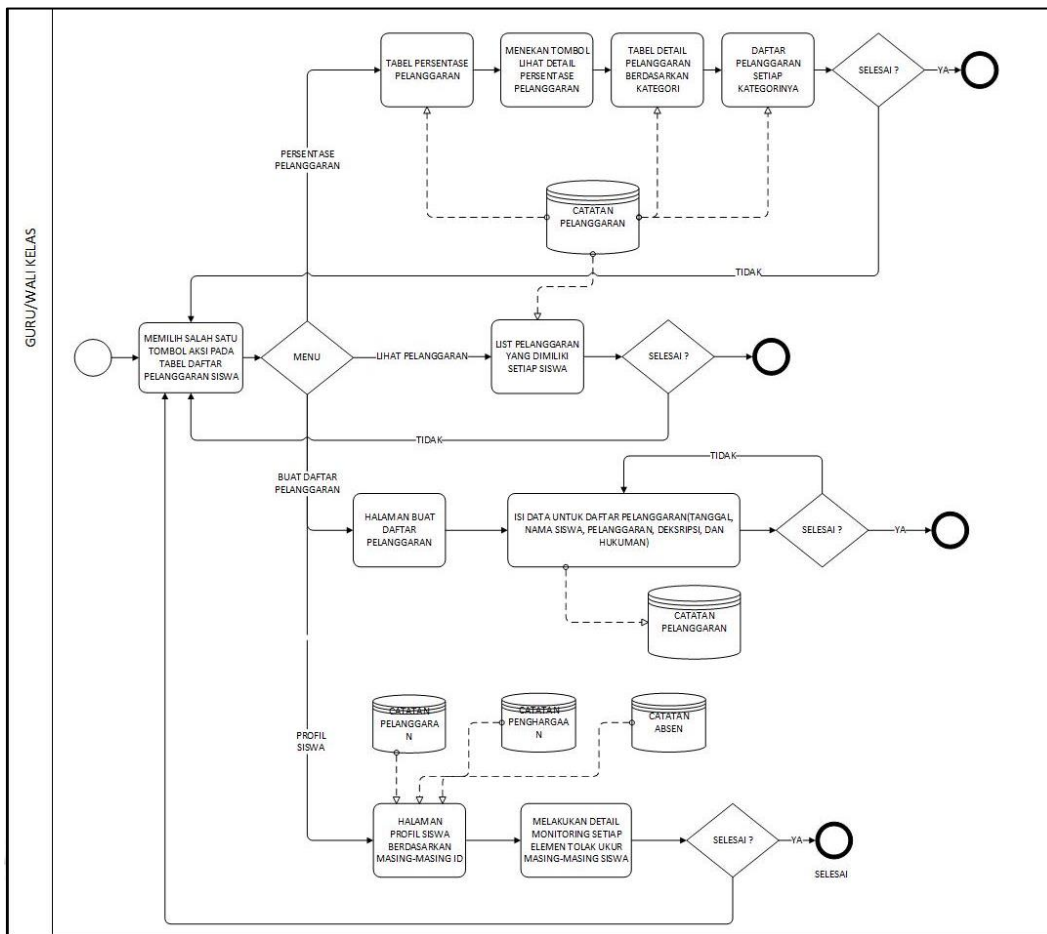 GURU/WALI KELAS
TABEL PERSENTASE
PELANGGARAN
MENEKAN TOMBOL
LIHAT DETAIL
PERSENTASE
PELANGGARAN
TABEL DETAIL
PELANGGARAN
BERDASARKAN
KATEGORI
DAFTAR
PELANGGARAN
SETIAP
KATEGORINYA
SELESAI ?
YA
PERSENTASE
PELANGGARAN
CATATAN
PELANGGARAN
TIDAK
MEMILIH SALAH SATU
TOMBOL AKSI PADA
TABEL DAFTAR
PELANGGARAN SISWA
MENU
LIHAT PELANGGARAN
LIST PELANGGARAN
YANG DIMILIKI
SETIAP SISWA
SELESAI ?
TIDAK
BUAT DAFTAR
PELANGGARAN
HALAMAN BUAT
DAFTAR
PELANGGARAN
TIDAK
ISI DATA UNTUK DAFTAR PELANGGARAN(TANGGAL,
NAMA SISWA, PELANGGARAN, DEKSRIPSI, DAN
HUKUMAN)
SELESAI ?
YA
CATATAN
PELANGGARAN
CATATAN
PELANGGARA
N
CATATAN
PENGHARGAA
N
CATATAN
ABSEN
PROFIL
SISWA
HALAMAN
PROFIL SISWA
BERDASARKAN
MASING-MASING ID
MELAKUKAN DETAIL
MONITORING SETIAP
ELEMEN TOLAK UKUR
MASING-MASING SISWA
SELESAI ?
YA
SELESAI